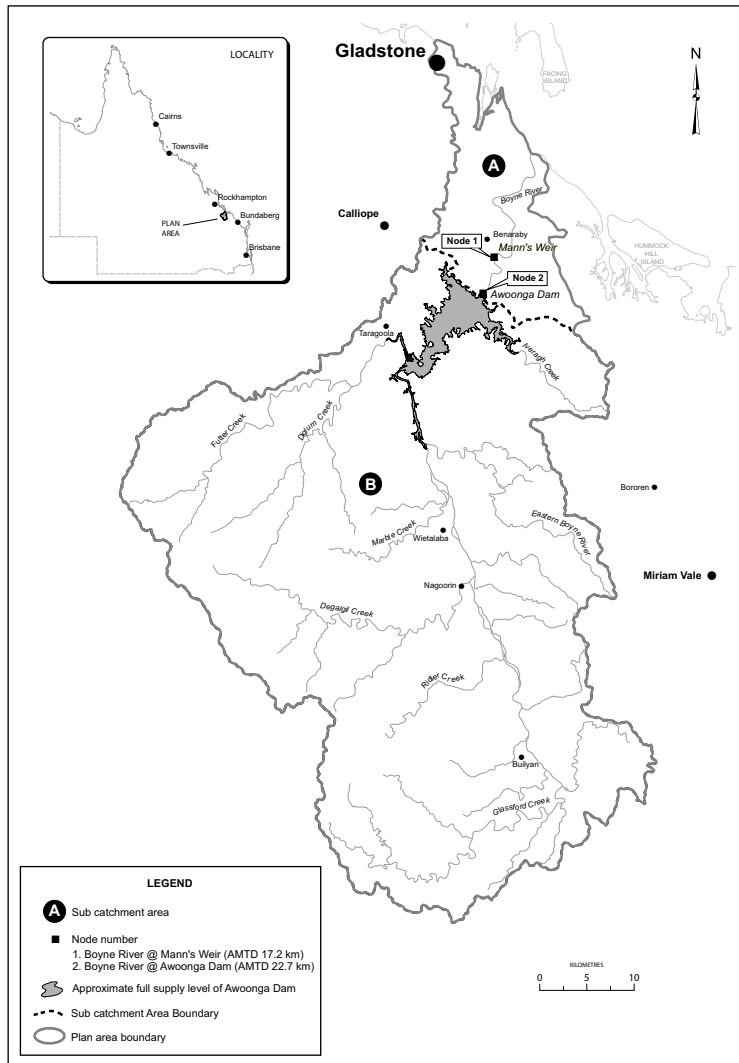 LOCALITY
Cairns
Townsville
Rockhampton
PLAN
AREA
Bundaberg
Brisbane
Gladstone
N
FACING
ISLAND
A
Boyne River
Calliope
Benaraby
Node 1
Mann's Weir
HUMMOCK
HILL
ISLAND
Node 2
Awoonga Dam
Taragoola
Iveragh Creek
Futter Creek
Diglum Creek
B
Bororen
Eastern Boyne
River
Marble Creek
Wietalaba
Miriam Vale
Nagoorin
Degalgil Creek
Rider Creek
Builyan
Glassford Creek
LEGEND
A Sub catchment area
Node number
1. Boyne River @ Mann's Weir (AMTD 17.2 km)
2. Boyne River @ Awoonga Dam (AMTD 22.7 km)
Approximate full supply level of Awoonga Dam
Sub catchment Area Boundary
Plan area boundary
KILOMETRES
0 5 10